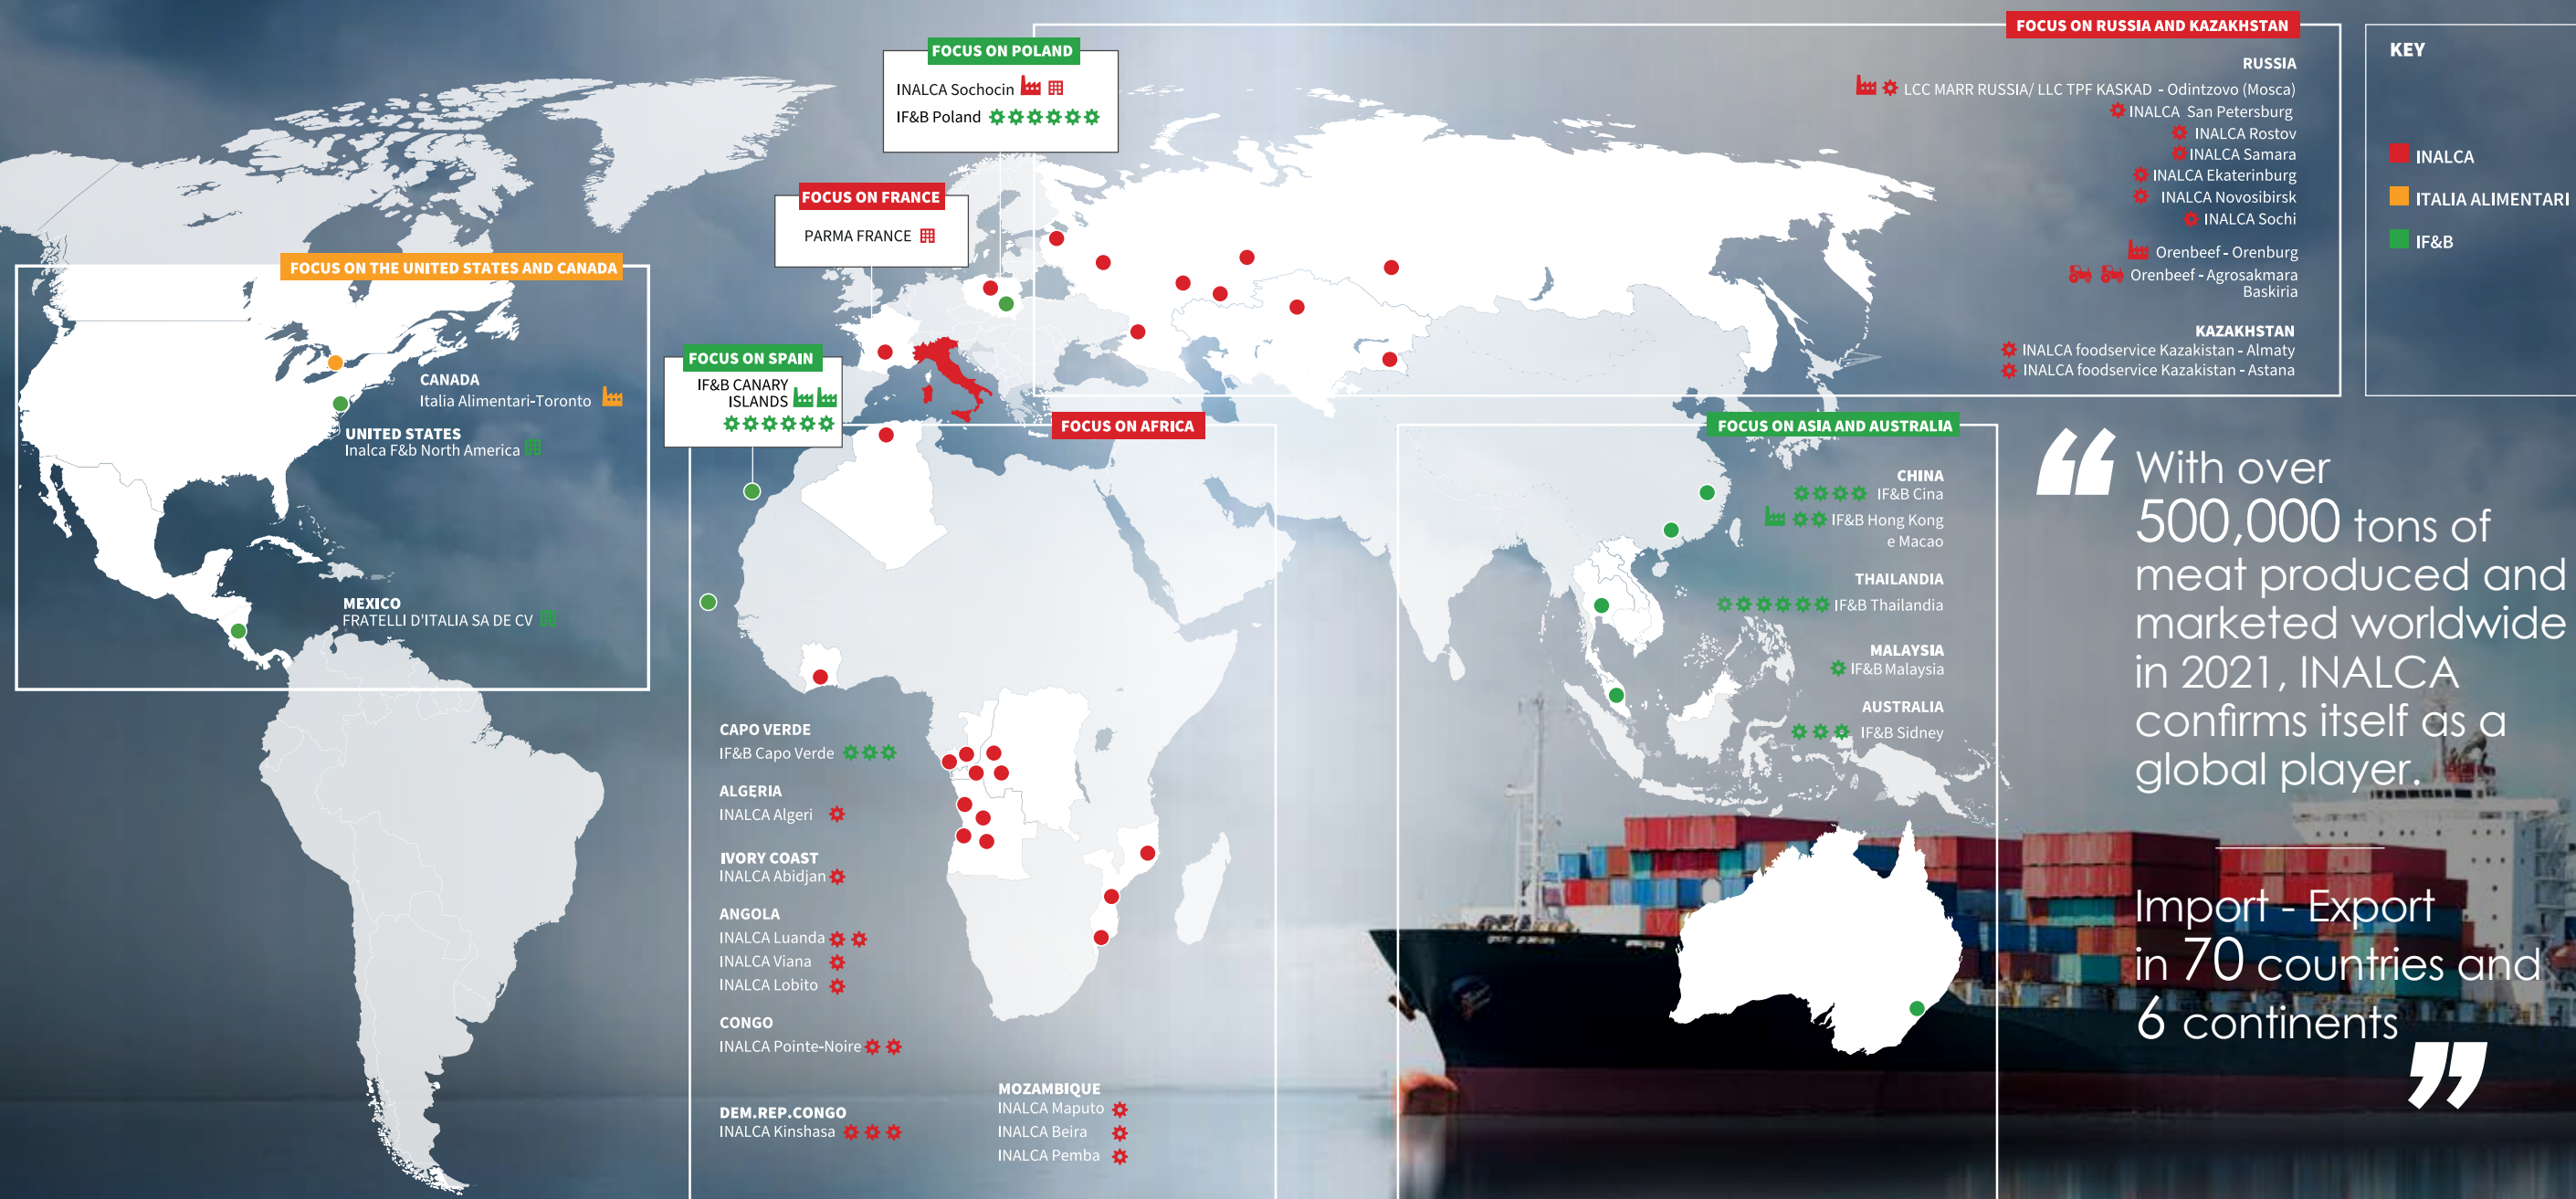 FOCUS ON POLAND
INALCA Sochocin
IF&B Poland
FOCUS ON FRANCE
PARMA FRANCE
FOCUS ON SPAIN
IF&B CANARY
ISLANDS
FOCUS ON THE UNITED STATES AND CANADA
CANADA
Italia Alimentari-Toronto
UNITED STATES
Inalca F&b North America
MEXICO
FRATELLI D'ITALIA SA DE CV
FOCUS ON RUSSIA AND KAZAKHSTAN
RUSSIA
LCC MARR RUSSIA/ LLC TPF KASKAD - Odintzovo (Mosca)
INALCA San Petersburg
INALCA Rostov
INALCA Samara
INALCA Ekaterinburg
INALCA Novosibirsk
INALCA Sochi
Orenbeef - Orenburg
Orenbeef - Agrosakmara
Baskiria
KAZAKHSTAN
INALCA foodservice Kazakistan - Almaty
INALCA foodservice Kazakistan - Astana
KEY
INALCA
ITALIA ALIMENTARI
IF&B
FOCUS ON AFRICA
CAPO VERDE
IF&B Capo Verde
ALGERIA
INALCA Algeri
IVORY COAST
INALCA Abidjan
ANGOLA
INALCA Luanda
INALCA Viana
INALCA Lobito
CONGO
INALCA Pointe-Noire
DEM.REP.CONGO
INALCA Kinshasa
MOZAMBIQUE
INALCA Maputo
INALCA Beira
INALCA Pemba
FOCUS ON ASIA AND AUSTRALIA
CHINA
IF&B Cina
IF&B Hong Kong
e Macao
THAILANDIA
IF&B Thailandia
MALAYSIA
IF&B Malaysia
AUSTRALIA
IF&B Sidney
“ With over
500,000 tons of
meat produced and
marketed worldwide
in 2021, INALCA
confirms itself as a
global player.
Import - Export
in 70 countries and
6 continents ”